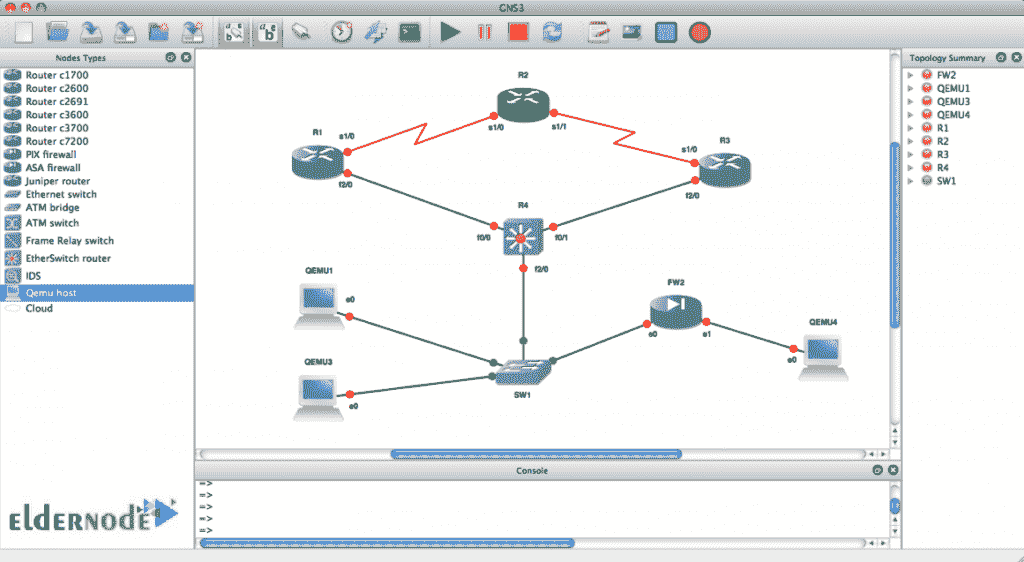 GNS3
Nodes Types
Router c1700
Router c2600
Router c2691
Router c3600
Router c3700
Router c7200
PIX firewall
ASA firewall
Juniper router
Ethernet switch
ATM bridge
ATM switch
Frame Relay switch
EtherSwitch router
IDS
Qemu host
Cloud
R2
s1/0
s1/1
R1
s1/0
f2/0
R3
s1/0
f2/0
R4
f0/0
f0/1
f2/0
QEMU1
e0
QEMU3
e0
SW1
FW2
e0
e1
QEMU4
e0
Topology Summary
FW2
QEMU1
QEMU3
QEMU4
R1
R2
R3
R4
SW1
Console
=>
=>
=>
=>
=>
elderNode